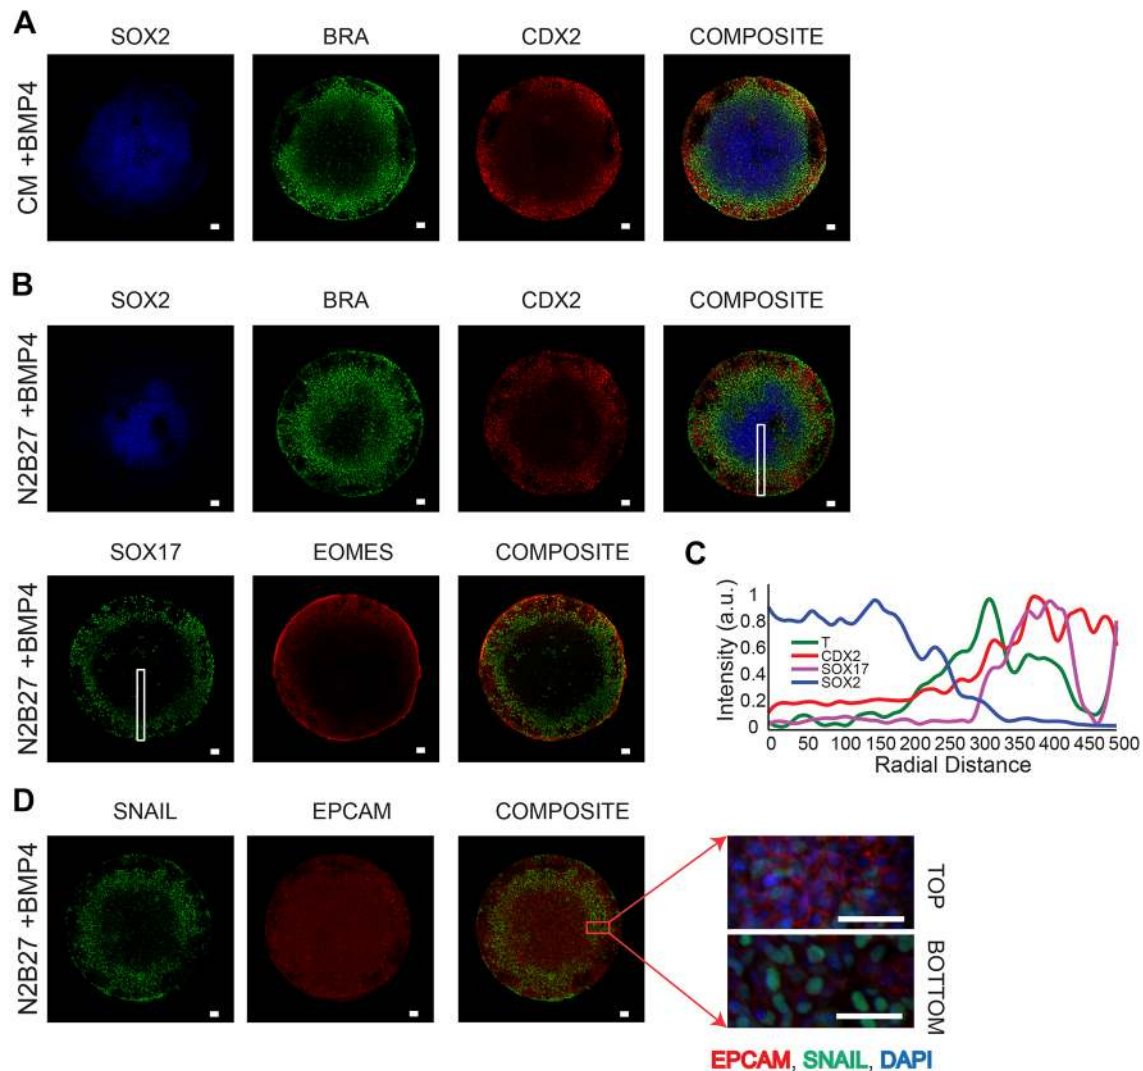 A
SOX2 BRA CDX2 COMPOSITE
CM +BMP4
B
SOX2 BRA CDX2 COMPOSITE
N2B27 +BMP4
SOX17 EOMES COMPOSITE
N2B27 +BMP4
C
Intensity (a.u.)
1
0.8
0.6
0.4
0.2
0
T
CDX2
SOX17
SOX2
0 50 100 150 200 250 300 350 400 450 500
Radial Distance
D
SNAIL EPCAM COMPOSITE
N2B27 +BMP4
TOP
BOTTOM
EPCAM, SNAIL, DAPI